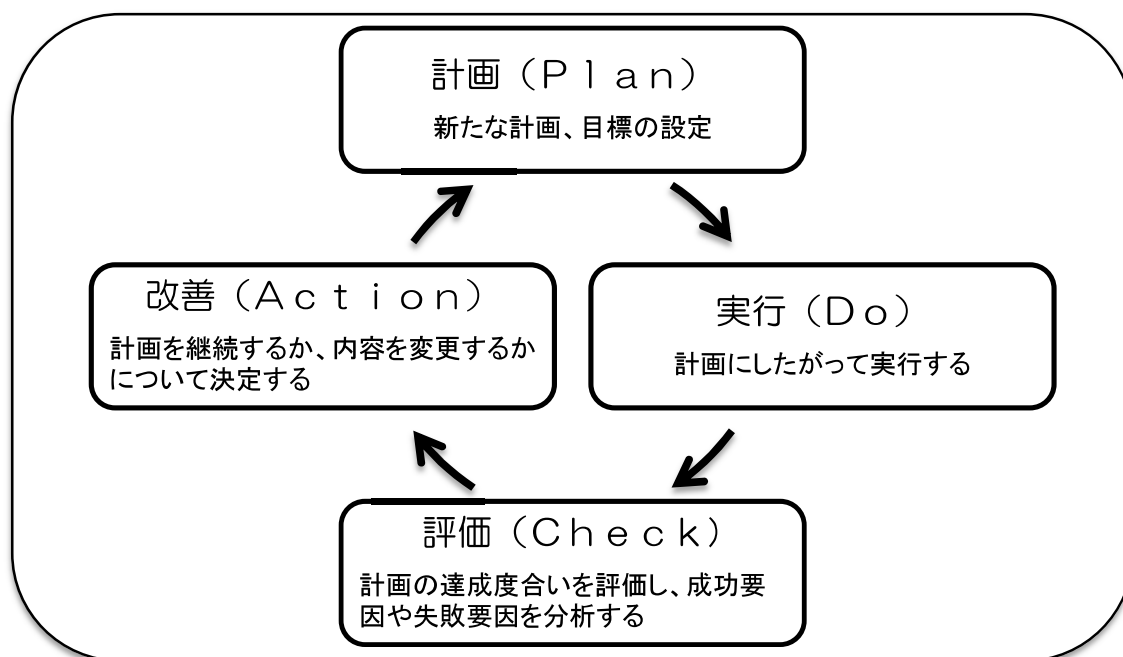 計画（Ｐｌａｎ）
新たな計画、目標の設定
改善（Ａｃｔｉｏｎ）
計画を継続するか、内容を変更するか
について決定する
実行（Ｄｏ）
計画にしたがって実行する
評価（Ｃｈｅｃｋ）
計画の達成度合いを評価し、成功要
因や失敗要因を分析する